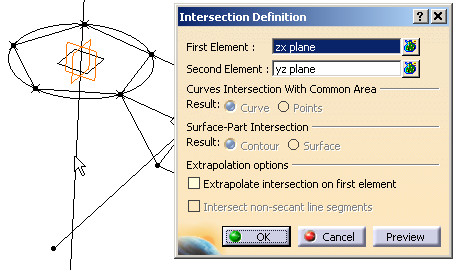 Intersection Definition
First Element : zx plane
Second Element : yz plane
Curves Intersection With Common Area
Result: Curve Points
Surface-Part Intersection
Result: Contour Surface
Extrapolation options
Extrapolate intersection on first element
Intersect non-secant line segments
OK Cancel Preview